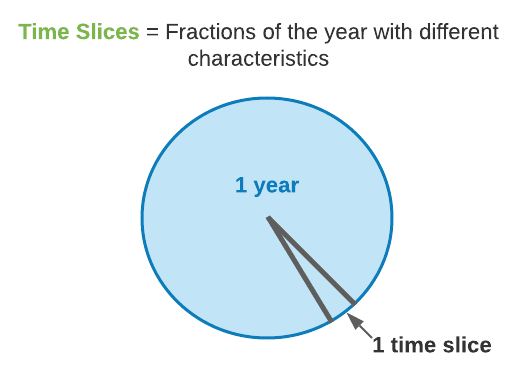 Time Slices = Fractions of the year with different
characteristics
1 year
1 time slice